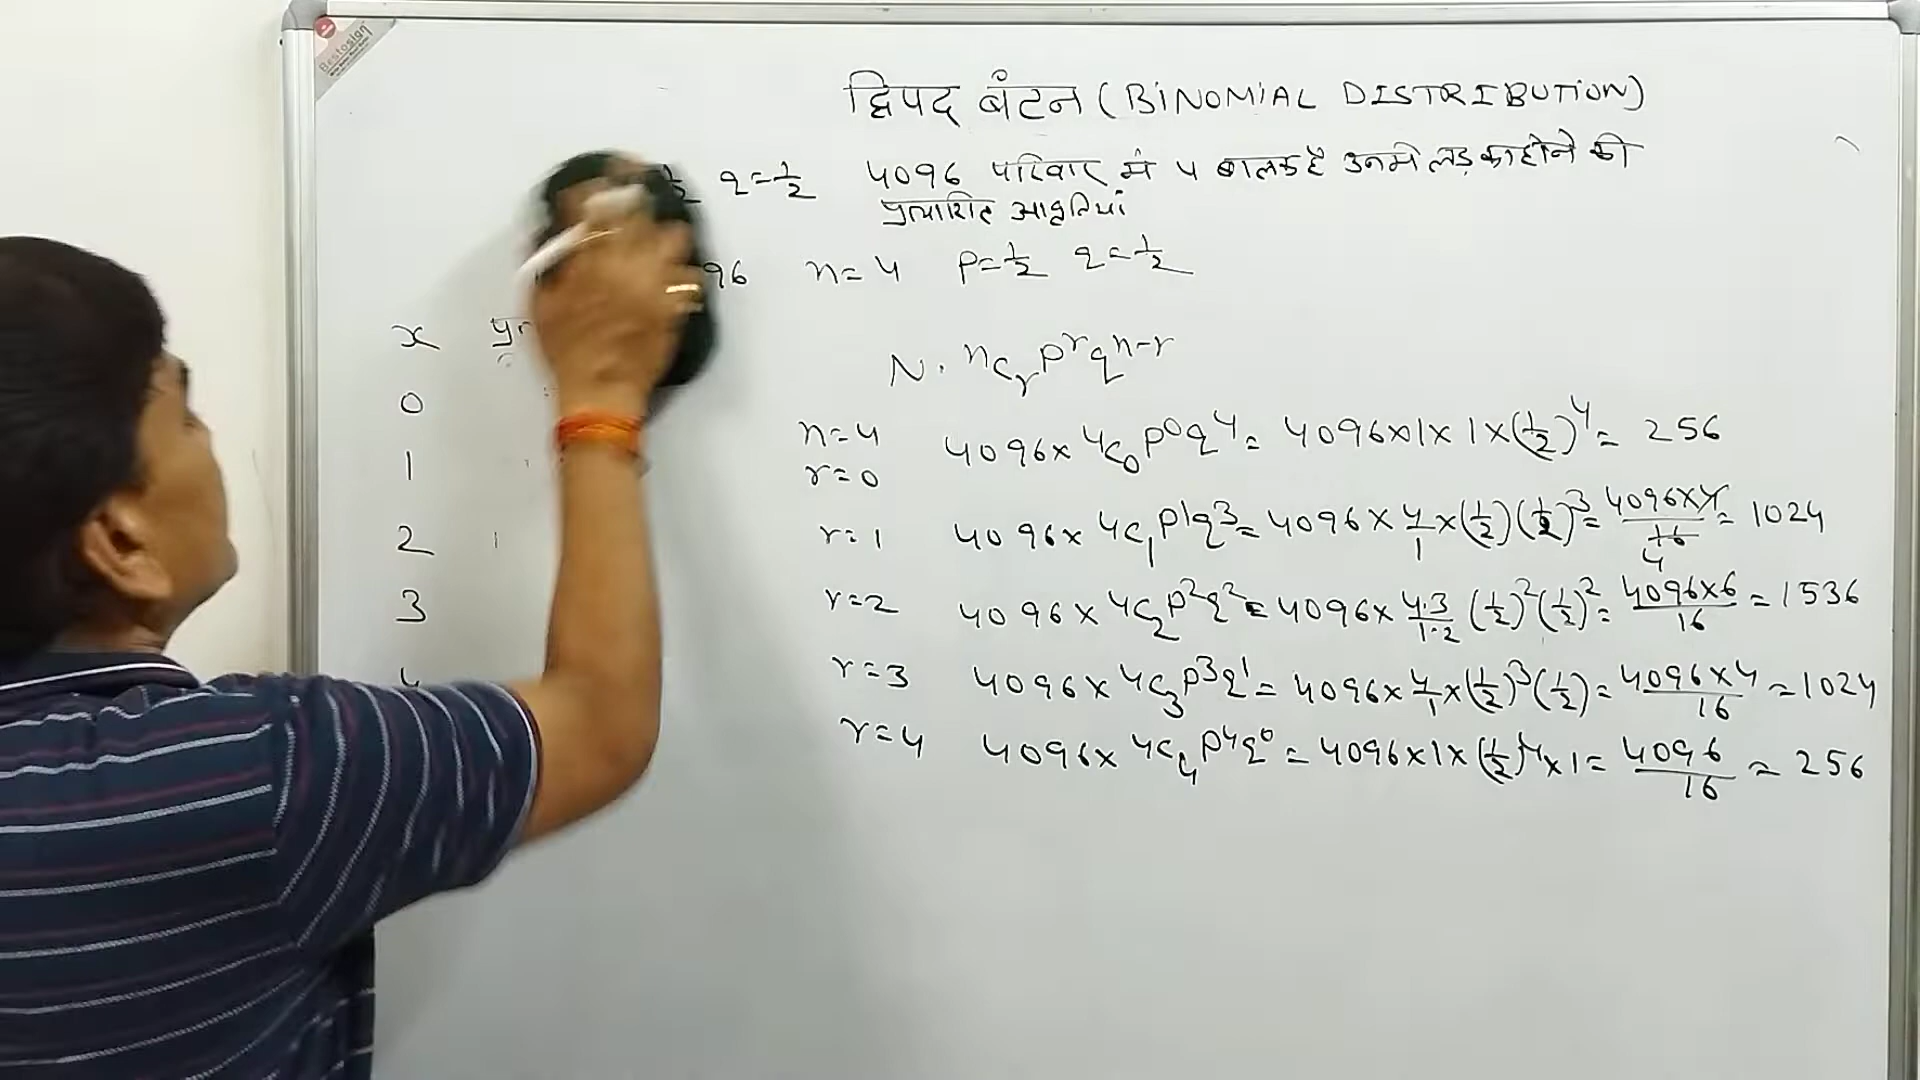 Bestosign
द्विपद बंटन (BINOMIAL DISTRIBUTION)
q=1/2 4096 परिवार में 4 बालक है उनमे लड़का होने की
प्रत्याशित आवृतियां
96 n=4 p=1/2 q=1/2
x
N. nCr p^r q^n-r
0
n=4 4096× 4C0 p^0 q^4 = 4096×1×1×(1/2)^4 = 256
r=0
1
r=1 4096× 4C1 p^1 q^3 = 4096×4/1×(1/2)(1/2)^3 = 4096×4/16 4 = 1024
2
r=2 4096× 4C2 p^2 q^2 = 4096×4.3/1.2 (1/2)^2 (1/2)^2 = 4096×6/16 = 1536
3
r=3 4096× 4C3 p^3 q^1 = 4096×4/1×(1/2)^3 (1/2) = 4096×4/16 = 1024
4
r=4 4096× 4C4 p^4 q^0 = 4096×1×(1/2)^4×1 = 4096/16 = 256